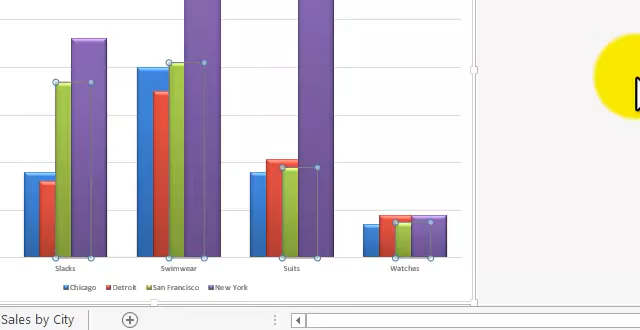 Slacks Swimwear Suits Watches
Chicago Detroit San Francisco New York
Sales by City